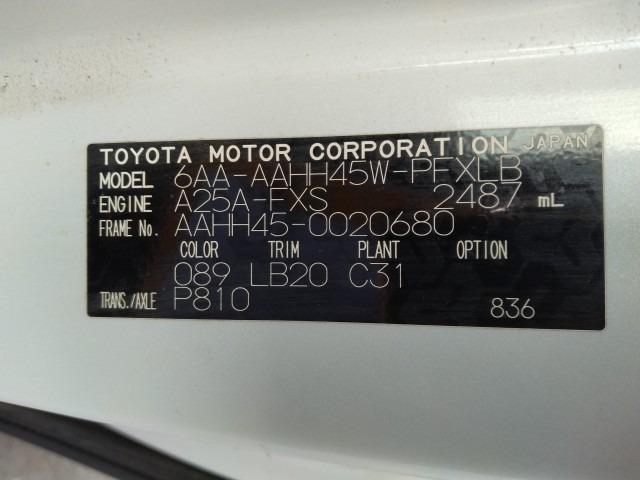 TOYOTA MOTOR CORPORATION JAPAN
MODEL 6AA-AAHH45W-PFXLB
ENGINE A25A-FXS 2487 mL
FRAME No. AAHH45-0020680
COLOR TRIM PLANT OPTION
089 LB20 C31
TRANS./AXLE P810 836